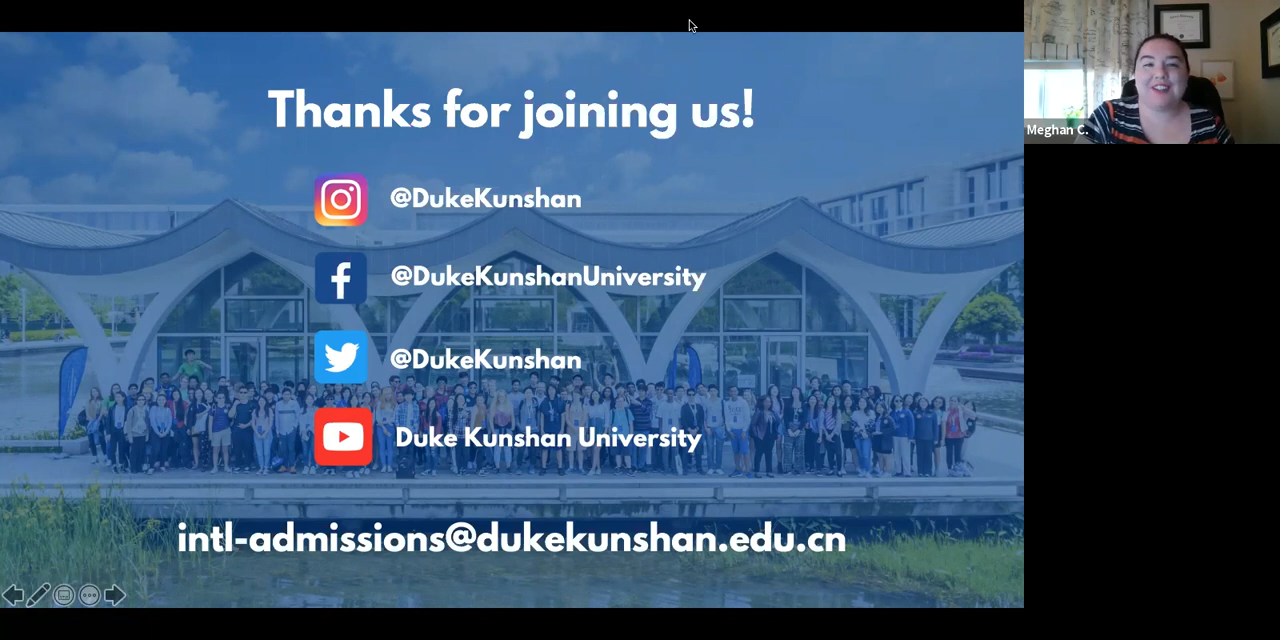 Thanks for joining us!
@DukeKunshan
@DukeKunshanUniversity
@DukeKunshan
Duke Kunshan University
intl-admissions@dukekunshan.edu.cn
Meghan C.